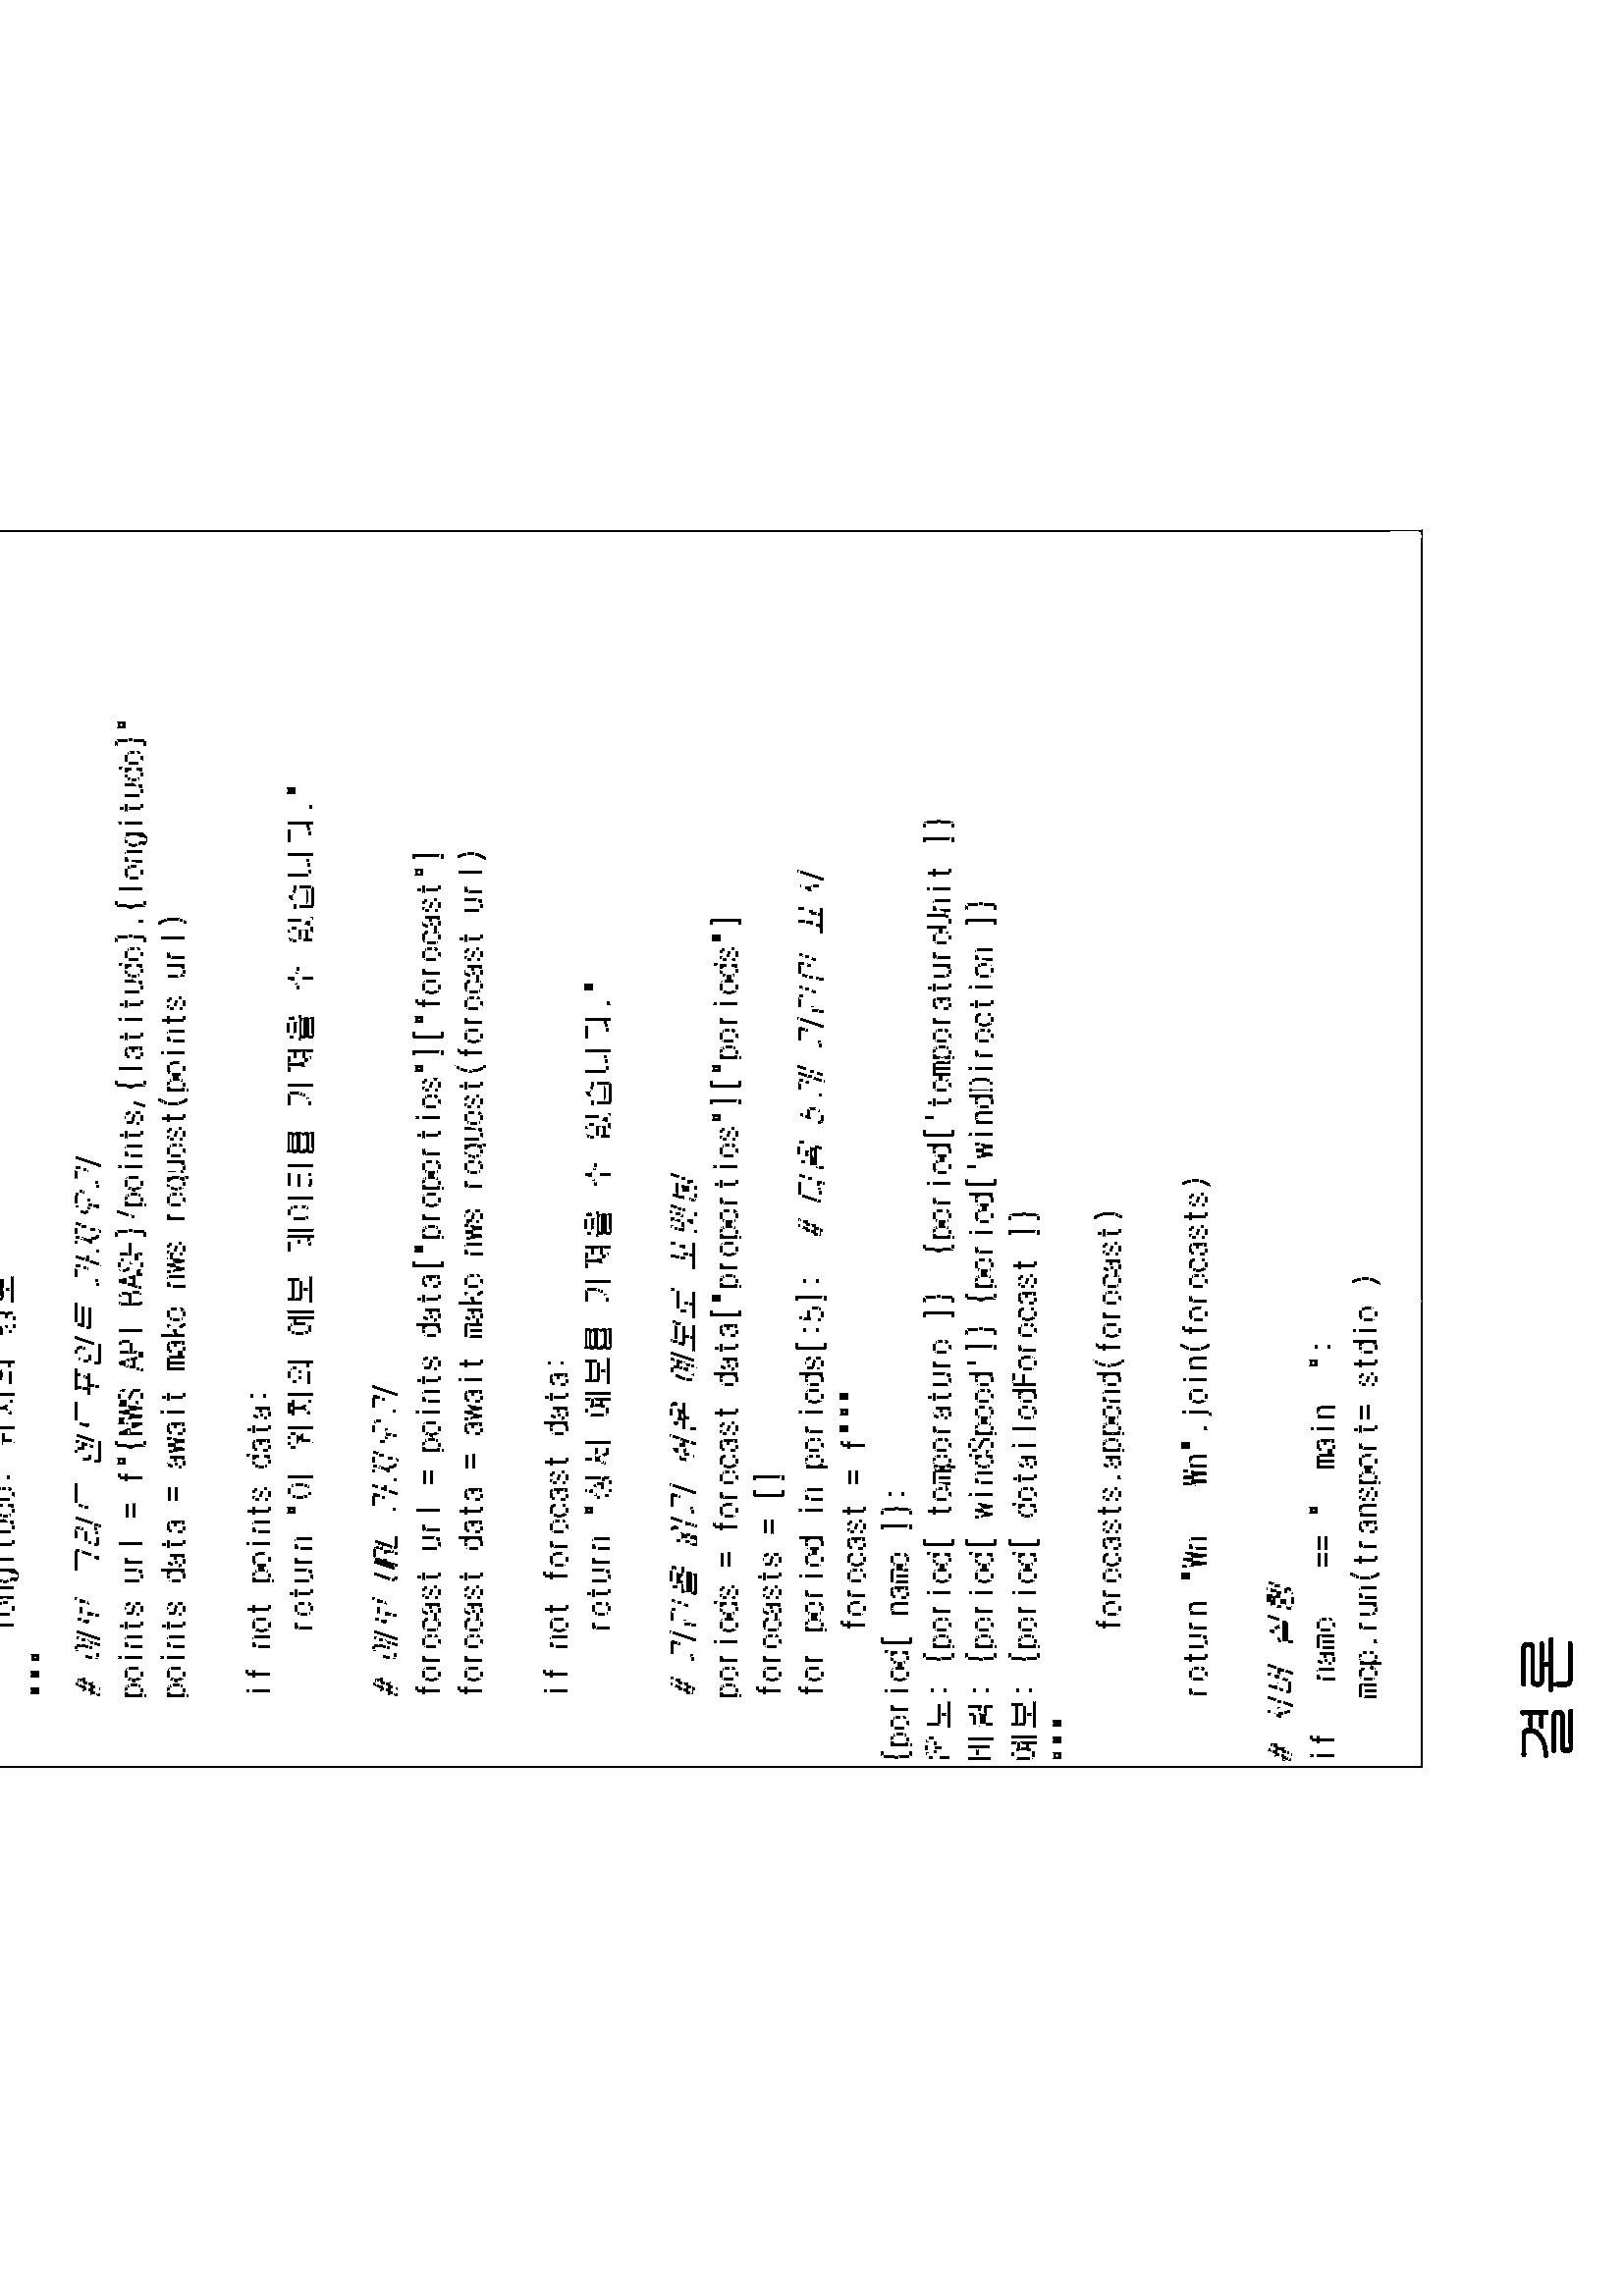 longitude: 위치의 경도
"""
# 예보 그리드 엔드포인트 가져오기
points url = f"{NWS API BASE}/points/{latitude},{longitude}"
points data = await make nws request(points url)
if not points data:
return "이 위치의 예보 데이터를 가져올 수 없습니다."
# 예보 URL 가져오기
forecast url = points data["properties"]["forecast"]
forecast data = await make nws request(forecast url)
if not forecast data:
return "상세 예보를 가져올 수 없습니다."
# 기간을 읽기 쉬운 예보로 포맷팅
periods = forecast data["properties"]["periods"]
forecasts = []
for period in periods[:5]: # 다음 5개 기간만 표시
forecast = f"""
{period[ name ]}:
온도: {period[ temperature ]} {period['temperatureUnit ]}
바람: {period[ windSpeed']} {period['windDirection ]}
예보: {period[ detailedForecast ]}
"""
forecasts.append(forecast)
return "\n \n".join(forecasts)
# 서버 실행
if name == " main ":
mcp.run(transport= stdio )
결론